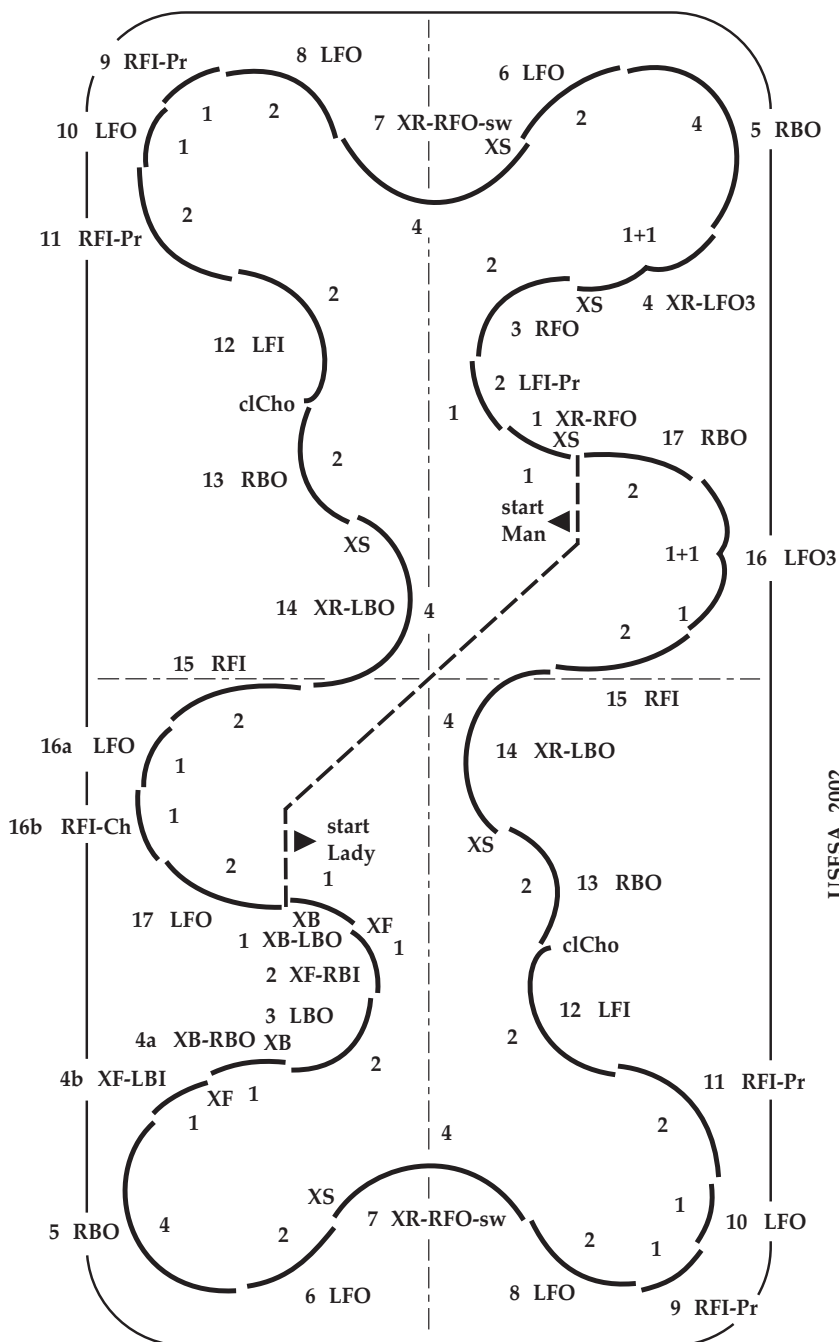 9 RFI-Pr
8 LFO
6 LFO
10 LFO
1
2
7 XR-RFO-sw
XS
2
4
5 RBO
1
11 RFI-Pr
2
4
1+1
2
2
XS
4 XR-LFO3
12 LFI
3 RFO
clCho
2 LFI-Pr
1
1 XR-RFO
XS
17 RBO
13 RBO
2
1
2
start
Man
XS
1+1
16 LFO3
14 XR-LBO
4
1
2
15 RFI
15 RFI
2
4
16a LFO
1
14 XR-LBO
16b RFI-Ch
1
start
Lady
XS
2
1
2
13 RBO
17 LFO
XB
XF
1 XB-LBO
1
clCho
2 XF-RBI
3 LBO
12 LFI
4a XB-RBO
XB
2
2
4b XF-LBI
XF
1
1
11 RFI-Pr
4
2
XS
5 RBO
4
2
7 XR-RFO-sw
2
1
10 LFO
1
6 LFO
8 LFO
9 RFI-Pr
USFSA 2002